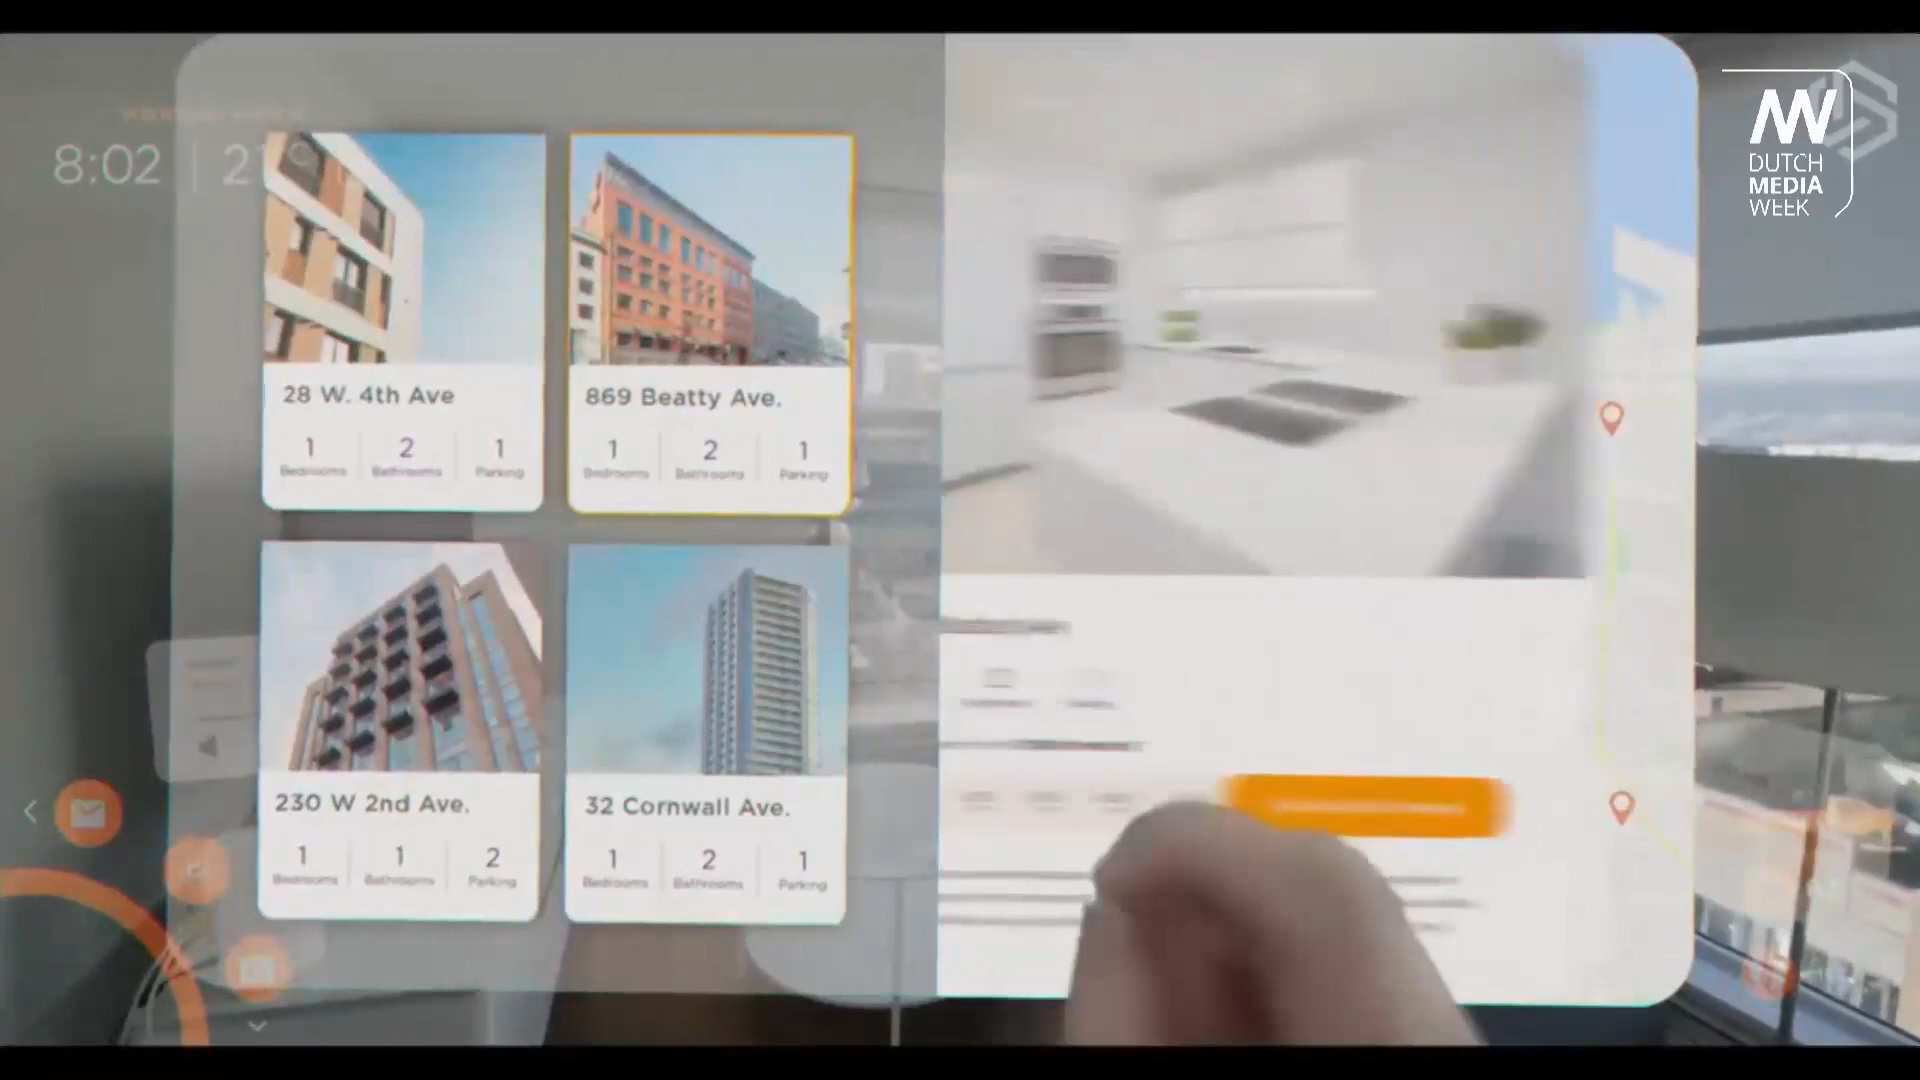 8:02 | 21°C
28 W. 4th Ave
1 2 1
Bedrooms Bathrooms Parking
869 Beatty Ave.
1 2 1
Bedrooms Bathrooms Parking
230 W 2nd Ave.
1 1 2
Bedrooms Bathrooms Parking
32 Cornwall Ave.
1 2 1
Bedrooms Bathrooms Parking
DUTCH
MEDIA
WEEK